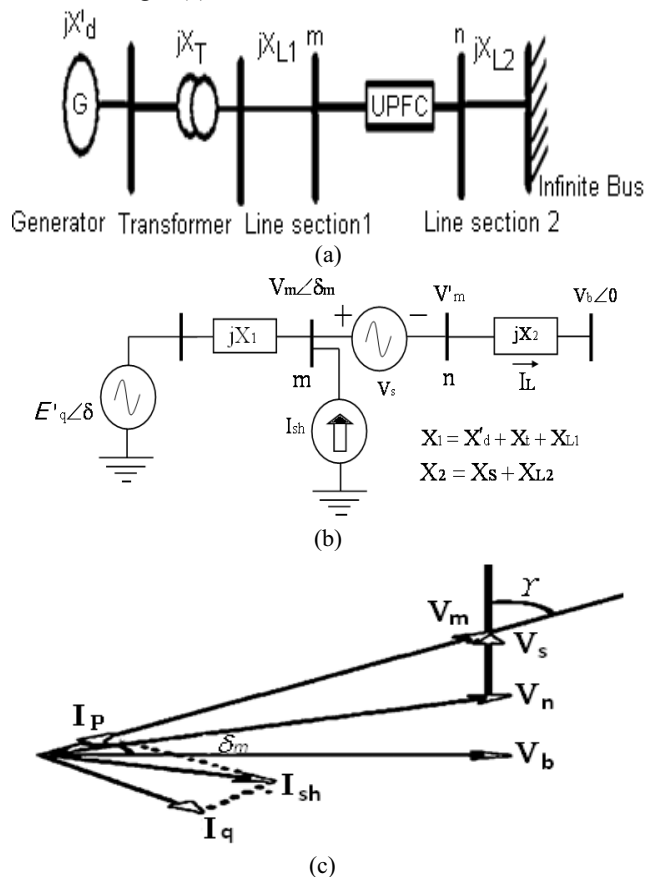 jX'd
jXT
jXL1
m
n
jXL2
G
UPFC
Infinite Bus
Generator
Transformer
Line section1
Line section 2
(a)
Vm∠δm
V'm
Vb∠0
+
−
jX1
jX2
m
n
Vs
IL
E'q∠δ
Ish
X1 = X'd + Xt + XL1
X2 = XS + XL2
(b)
Vm
γ
Vs
Vn
IP
δm
Vb
Ish
Iq
(c)